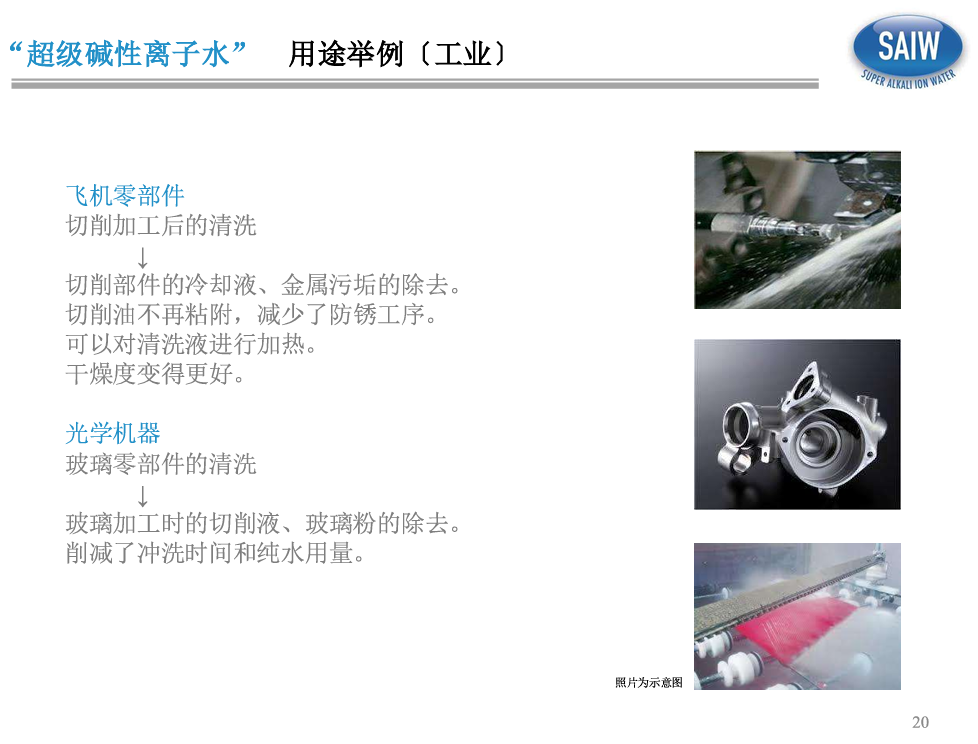 “超级碱性离子水” 用途举例〔工业〕
SAIW
SUPER ALKALI ION WATER
飞机零部件
切削加工后的清洗
↓
切削部件的冷却液、金属污垢的除去。
切削油不再粘附，减少了防锈工序。
可以对清洗液进行加热。
干燥度变得更好。
光学机器
玻璃零部件的清洗
↓
玻璃加工时的切削液、玻璃粉的除去。
削减了冲洗时间和纯水用量。
照片为示意图
20